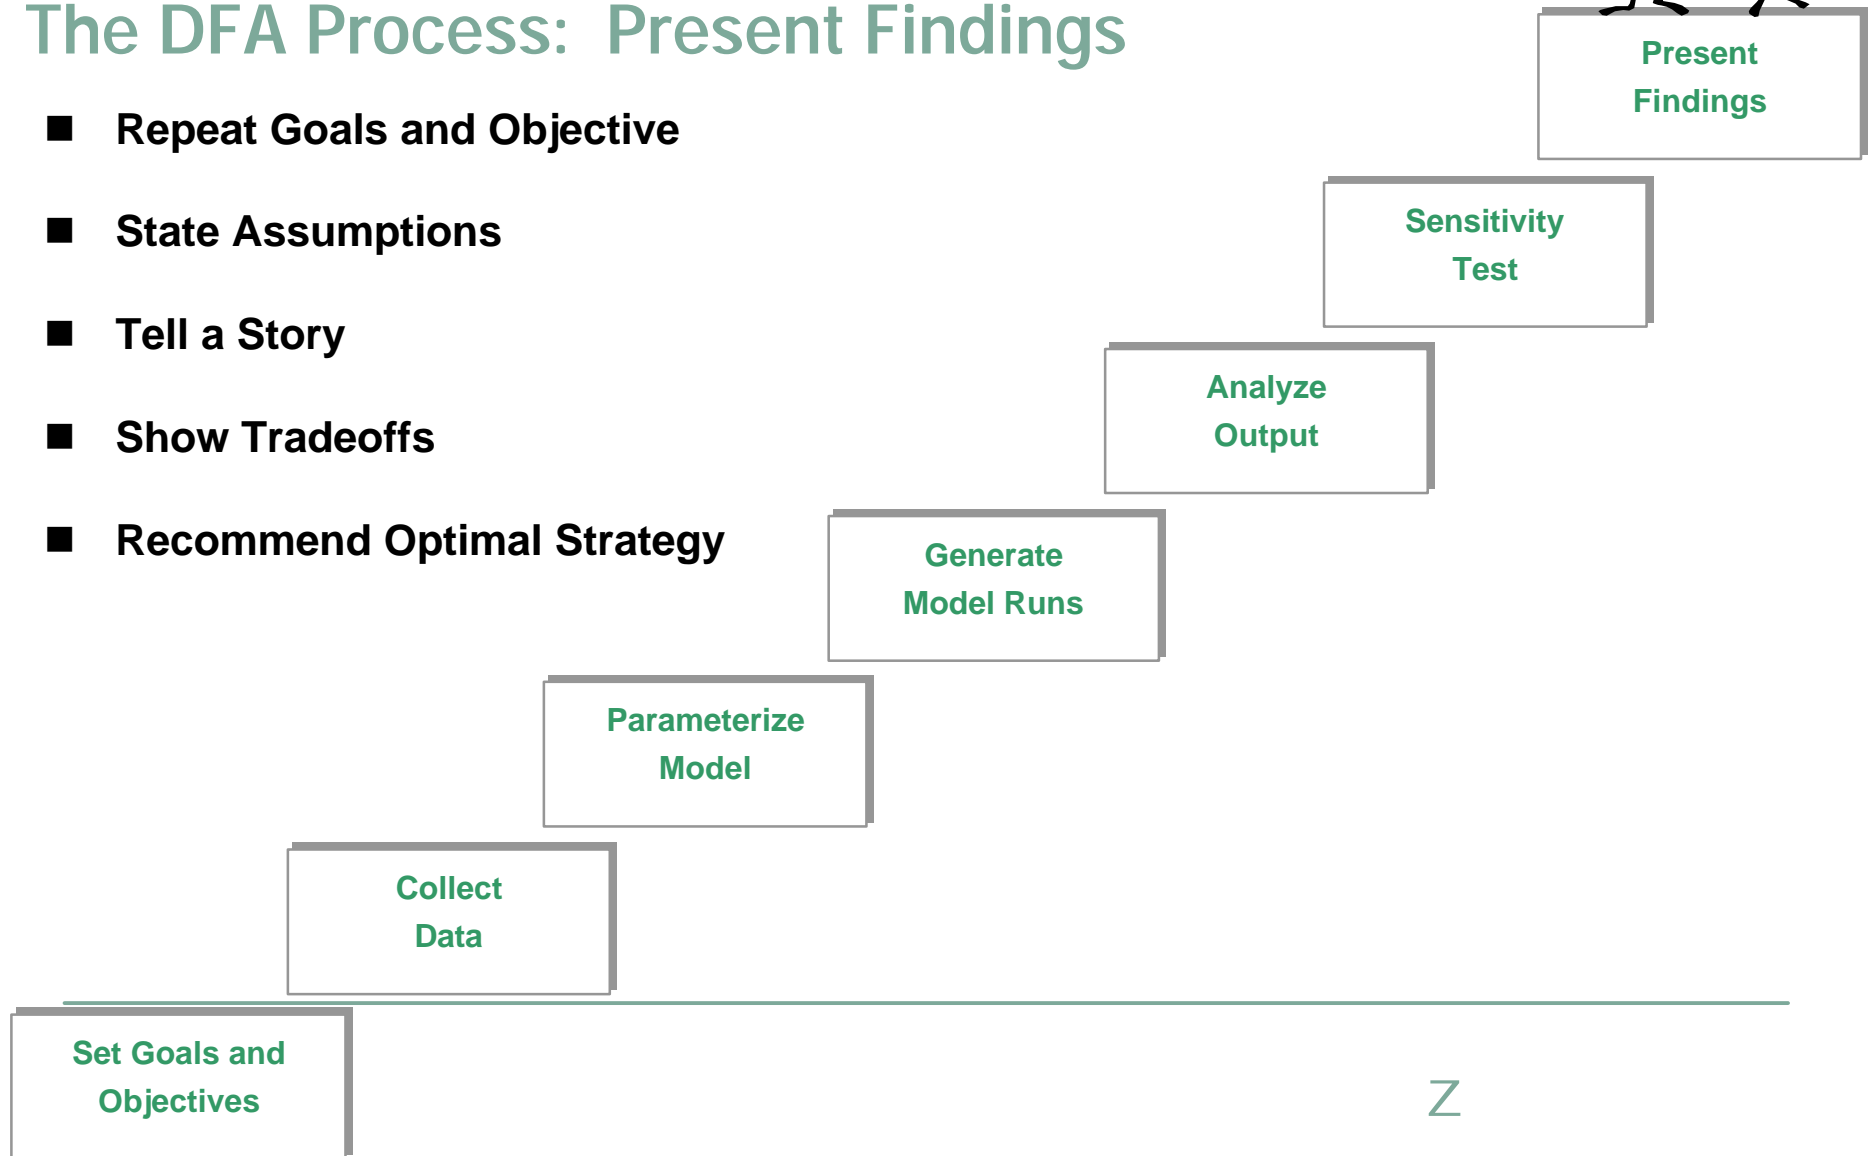 The DFA Process: Present Findings
Repeat Goals and Objective
State Assumptions
Tell a Story
Show Tradeoffs
Recommend Optimal Strategy
Present
Findings
Sensitivity
Test
Analyze
Output
Generate
Model Runs
Parameterize
Model
Collect
Data
Set Goals and
Objectives
Z